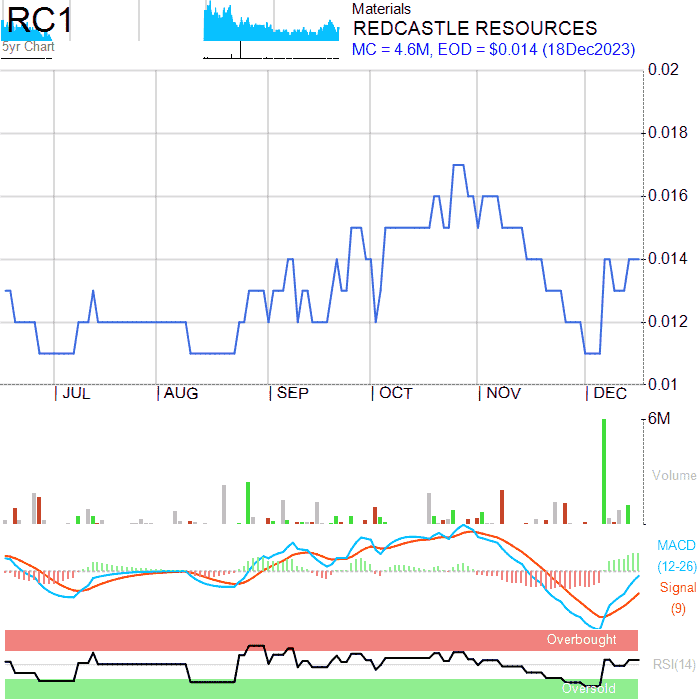 RC1
5yr Chart
Materials
REDCASTLE RESOURCES
MC = 4.6M, EOD = $0.014 (18Dec2023)
0.02
0.018
0.016
0.014
0.012
0.01
JUL AUG SEP OCT NOV DEC
6M
Volume
MACD
(12-26)
Signal
(9)
Overbought
RSI(14)
Oversold